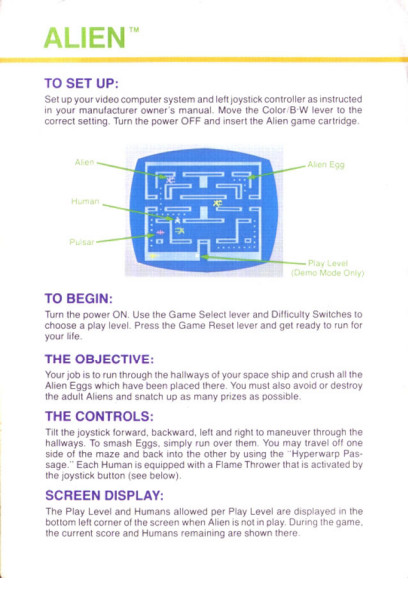 ALIEN™
TO SET UP:
Set up your video computer system and left joystick controller as instructed
in your manufacturer owner's manual. Move the Color/B-W lever to the
correct setting. Turn the power OFF and insert the Alien game cartridge.
Alien
Alien Egg
Human
Pulsar
Play Level
(Demo Mode Only)
TO BEGIN:
Turn the power ON. Use the Game Select lever and Difficulty Switches to
choose a play level. Press the Game Reset lever and get ready to run for
your life.
THE OBJECTIVE:
Your job is to run through the hallways of your space ship and crush all the
Alien Eggs which have been placed there. You must also avoid or destroy
the adult Aliens and snatch up as many prizes as possible.
THE CONTROLS:
Tilt the joystick forward, backward, left and right to maneuver through the
hallways. To smash Eggs, simply run over them. You may travel off one
side of the maze and back into the other by using the "Hyperwarp Pas-
sage." Each Human is equipped with a Flame Thrower that is activated by
the joystick button (see below).
SCREEN DISPLAY:
The Play Level and Humans allowed per Play Level are displayed in the
bottom left corner of the screen when Alien is not in play. During the game,
the current score and Humans remaining are shown there.